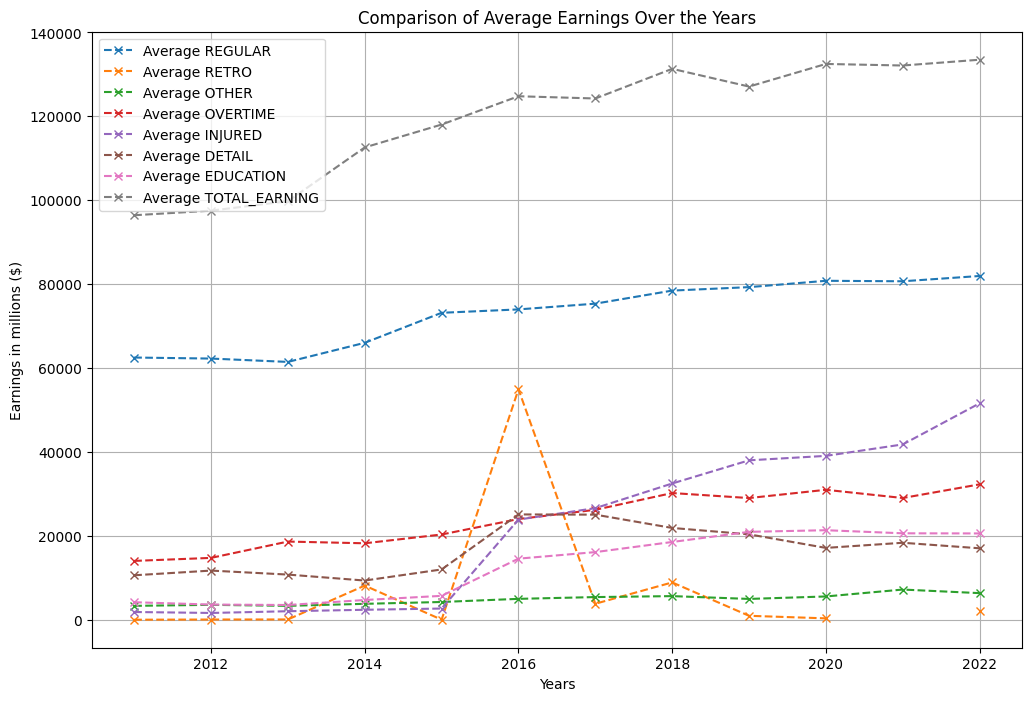 Comparison of Average Earnings Over the Years
140000
120000
100000
80000
60000
40000
20000
0
Earnings in millions ($)
Average REGULAR
Average RETRO
Average OTHER
Average OVERTIME
Average INJURED
Average DETAIL
Average EDUCATION
Average TOTAL_EARNING
2012 2014 2016 2018 2020 2022
Years